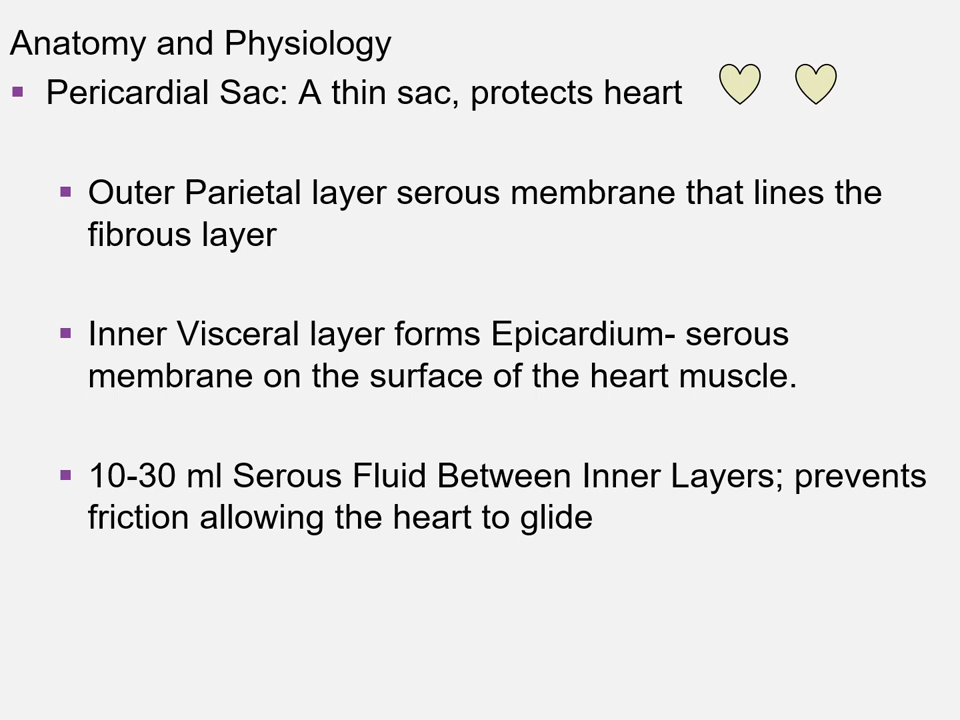 Anatomy and Physiology
▪ Pericardial Sac: A thin sac, protects heart
▪ Outer Parietal layer serous membrane that lines the
fibrous layer
▪ Inner Visceral layer forms Epicardium- serous
membrane on the surface of the heart muscle.
▪ 10-30 ml Serous Fluid Between Inner Layers; prevents
friction allowing the heart to glide